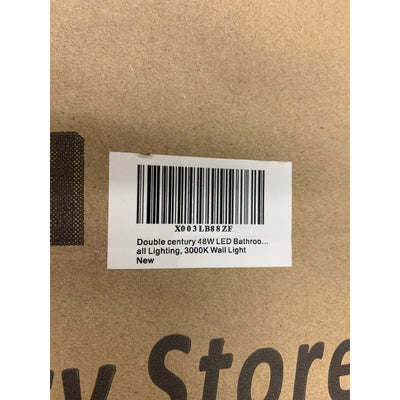 X003LB88ZF
Double century 48W LED Bathroo...
all Lighting, 3000K Wall Light
New
Store